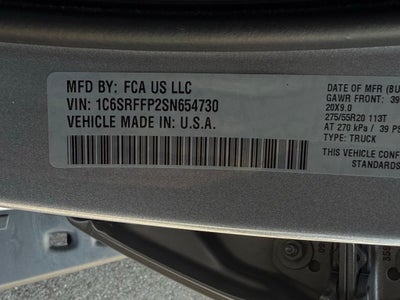 MFD BY: FCA US LLC
VIN: 1C6SRFFP2SN654730
VEHICLE MADE IN: U.S.A.
DATE OF MFR (BU
GAWR FRONT: 39
20X9.0
275/55R20 113T
AT 270 kPa / 39 PS
TYPE: TRUCK
THIS VEHICLE CONF
STANDARDS